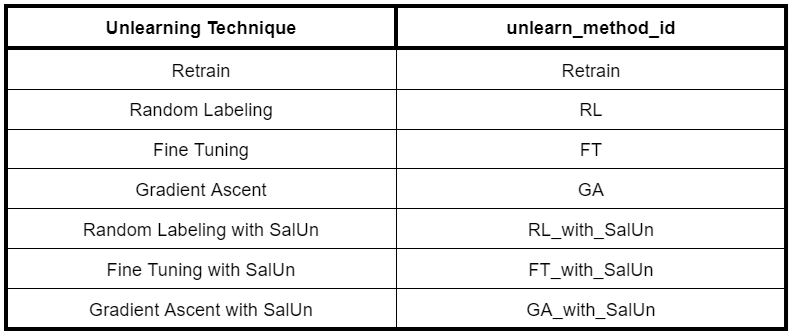 Unlearning Technique unlearn_method_id
Retrain Retrain
Random Labeling RL
Fine Tuning FT
Gradient Ascent GA
Random Labeling with SalUn RL_with_SalUn
Fine Tuning with SalUn FT_with_SalUn
Gradient Ascent with SalUn GA_with_SalUn